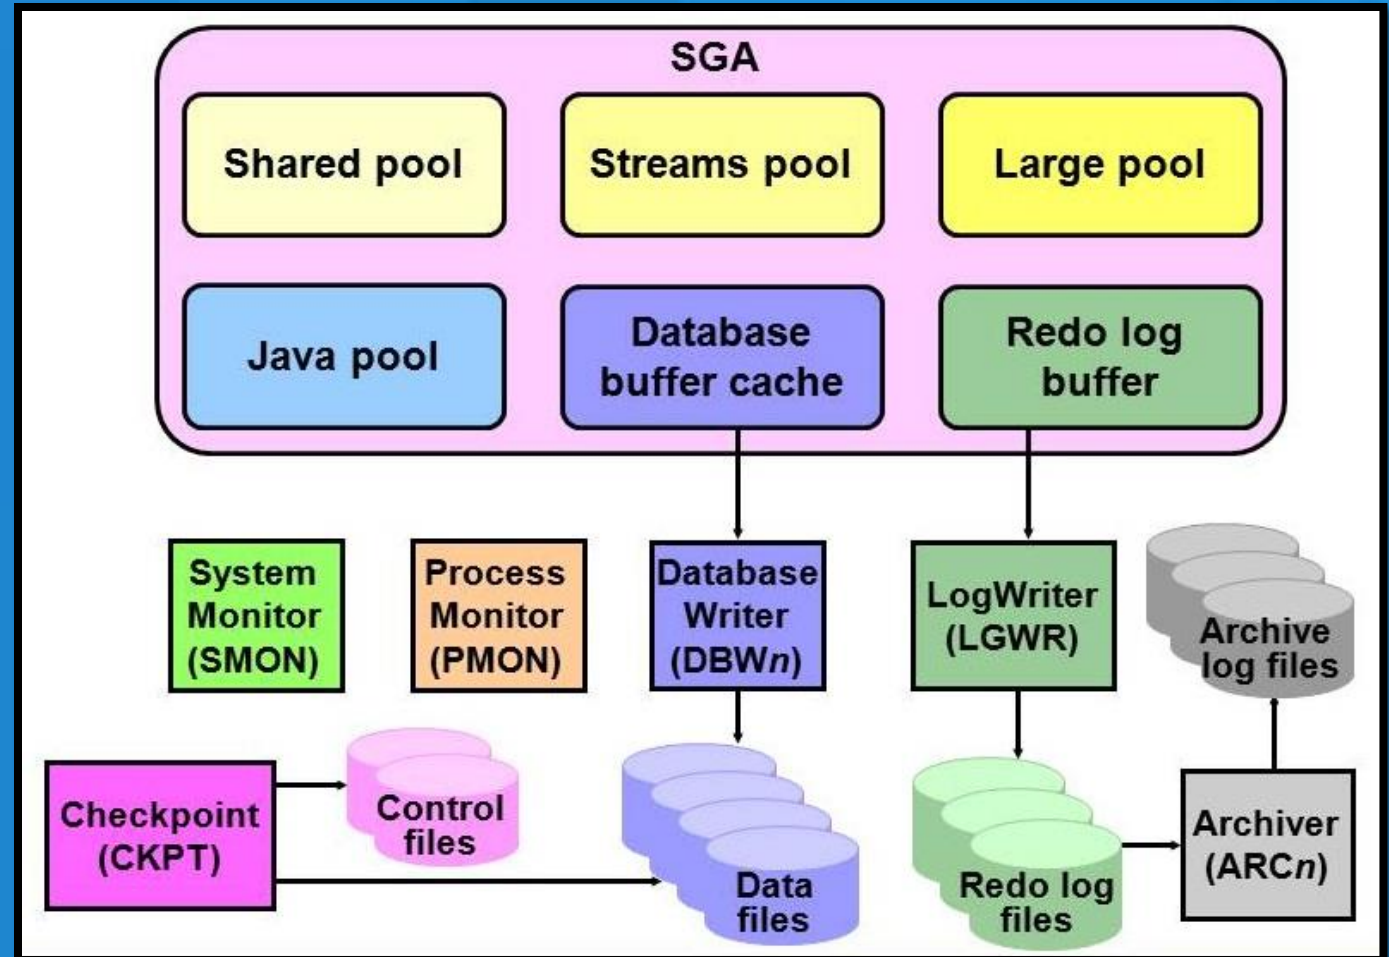 SGA
Shared pool
Streams pool
Large pool
Java pool
Database
buffer cache
Redo log
buffer
System
Monitor
(SMON)
Process
Monitor
(PMON)
Database
Writer
(DBWn)
LogWriter
(LGWR)
Archive
log files
Checkpoint
(CKPT)
Control
files
Data
files
Redo log
files
Archiver
(ARCn)